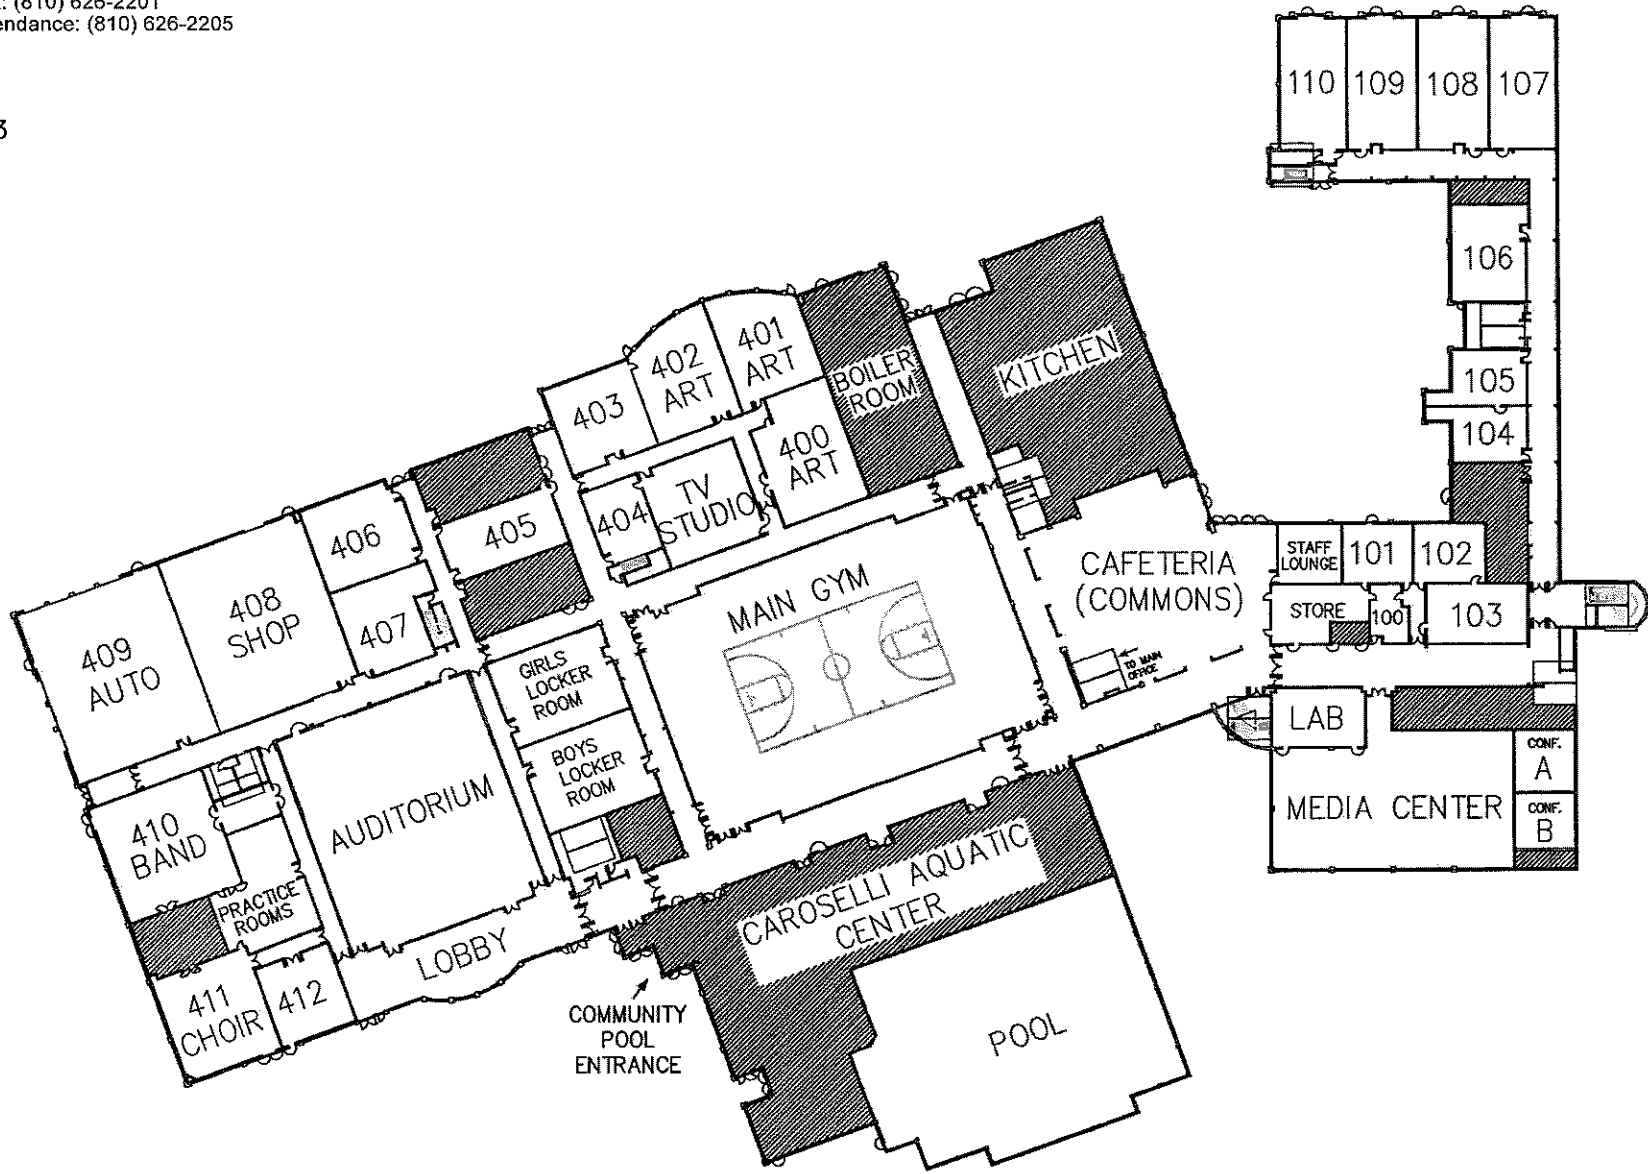 : (810) 626-2201
endance: (810) 626-2205
3
110
109
108
107
106
105
104
401
ART
402
ART
403
BOILER
ROOM
KITCHEN
400
ART
TV
STUDIO
404
405
406
407
408
SHOP
409
AUTO
MAIN GYM
CAFETERIA
(COMMONS)
STAFF
LOUNGE
101
102
STORE
100
103
TO MAIN
OFFICE
GIRLS
LOCKER
ROOM
BOYS
LOCKER
ROOM
LAB
MEDIA CENTER
CONF.
A
CONF.
B
AUDITORIUM
410
BAND
PRACTICE
ROOMS
LOBBY
411
CHOIR
412
CAROSELLI AQUATIC
CENTER
COMMUNITY
POOL
ENTRANCE
POOL